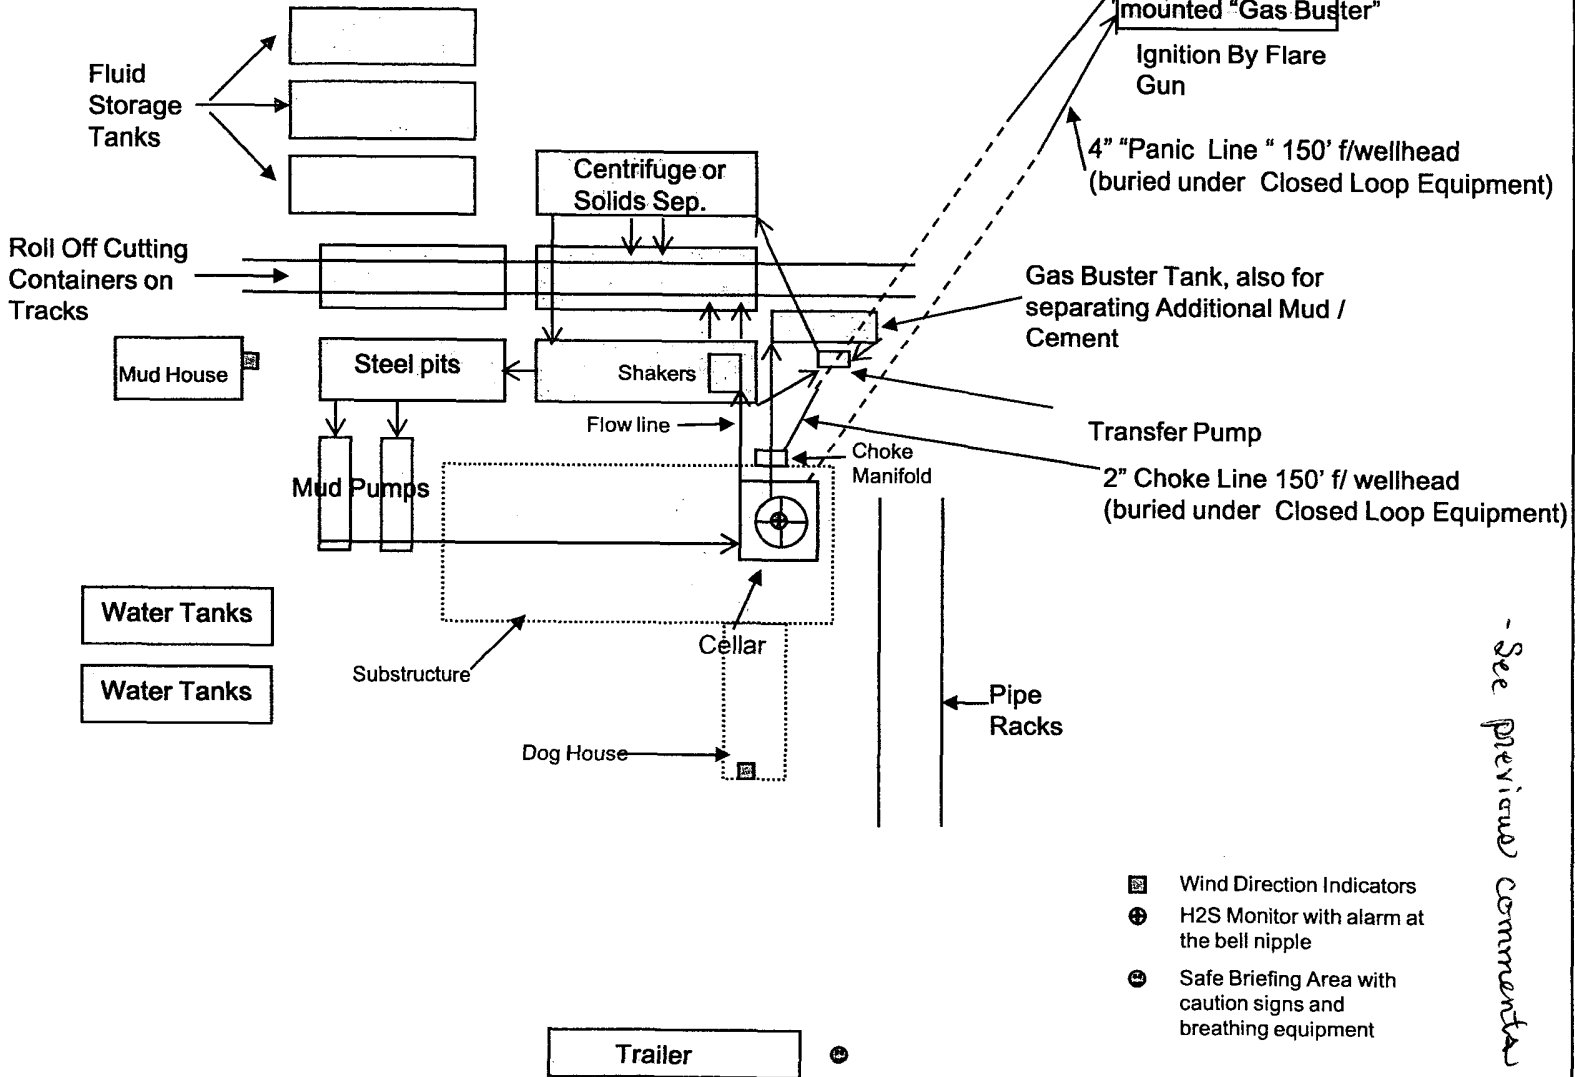 mounted “Gas Buster”
Ignition By Flare
Gun
Fluid
Storage
Tanks
4” “Panic Line “ 150’ f/wellhead
(buried under Closed Loop Equipment)
Centrifuge or
Solids Sep.
Roll Off Cutting
Containers on
Tracks
Gas Buster Tank, also for
separating Additional Mud /
Cement
Mud House
Steel pits
Shakers
Flow line
Transfer Pump
Choke
Manifold
2” Choke Line 150’ f/ wellhead
(buried under Closed Loop Equipment)
Mud Pumps
Water Tanks
Cellar
Substructure
Water Tanks
Pipe
Racks
Dog House
- See previous comments
Wind Direction Indicators
H2S Monitor with alarm at
the bell nipple
Safe Briefing Area with
caution signs and
breathing equipment
Trailer